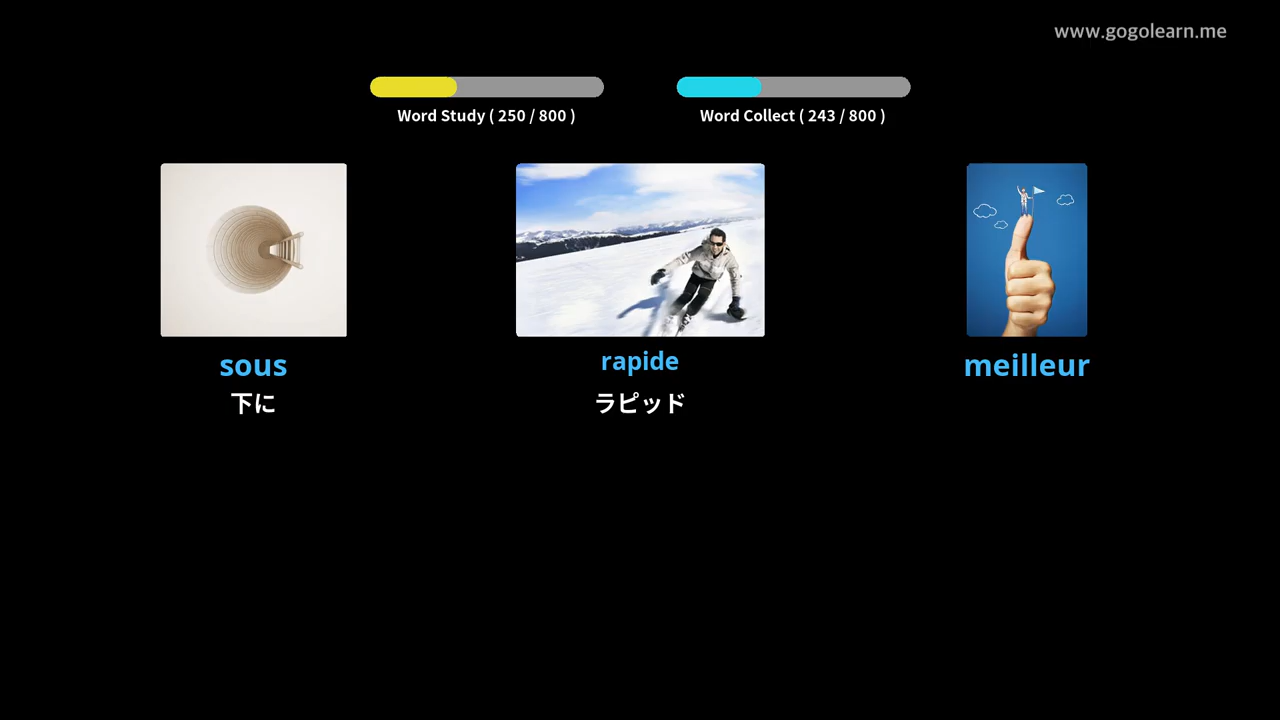 www.gogolearn.me
Word Study ( 250 / 800 )
Word Collect ( 243 / 800 )
sous
下に
rapide
ラピッド
meilleur